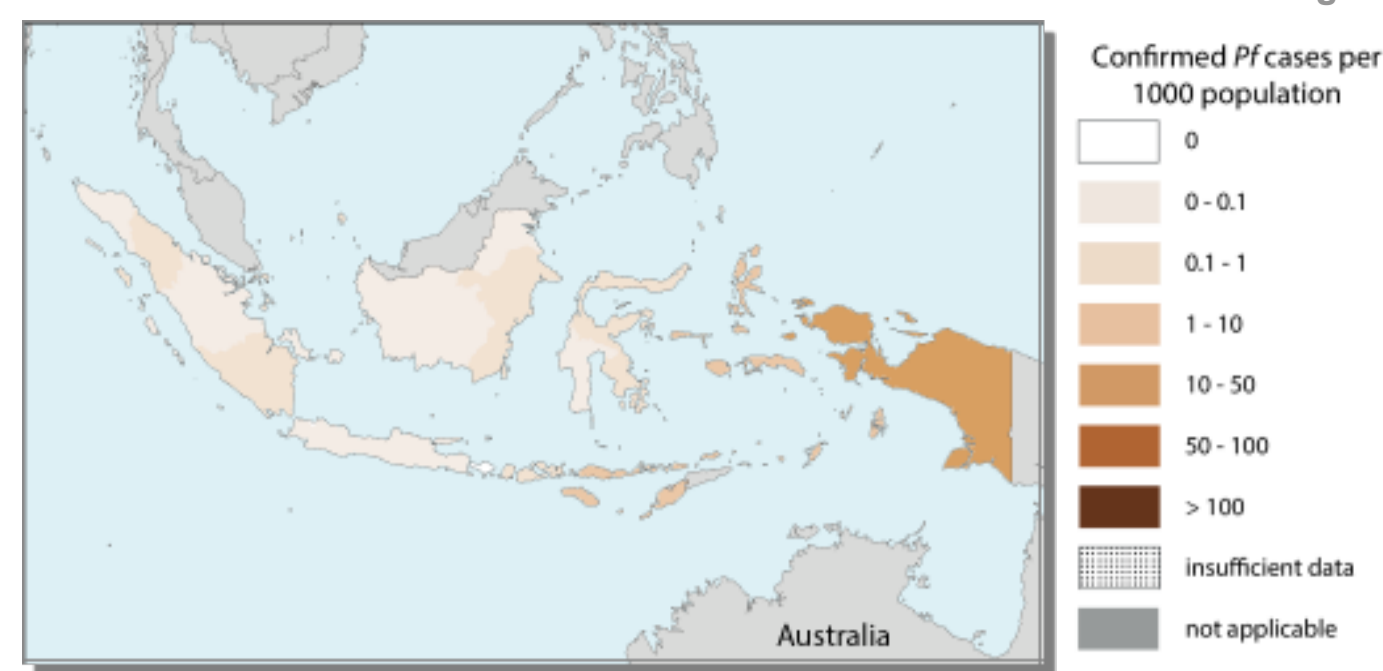 Confirmed Pf cases per
1000 population
0
0 - 0.1
0.1 - 1
1 - 10
10 - 50
50 - 100
> 100
insufficient data
not applicable
Australia